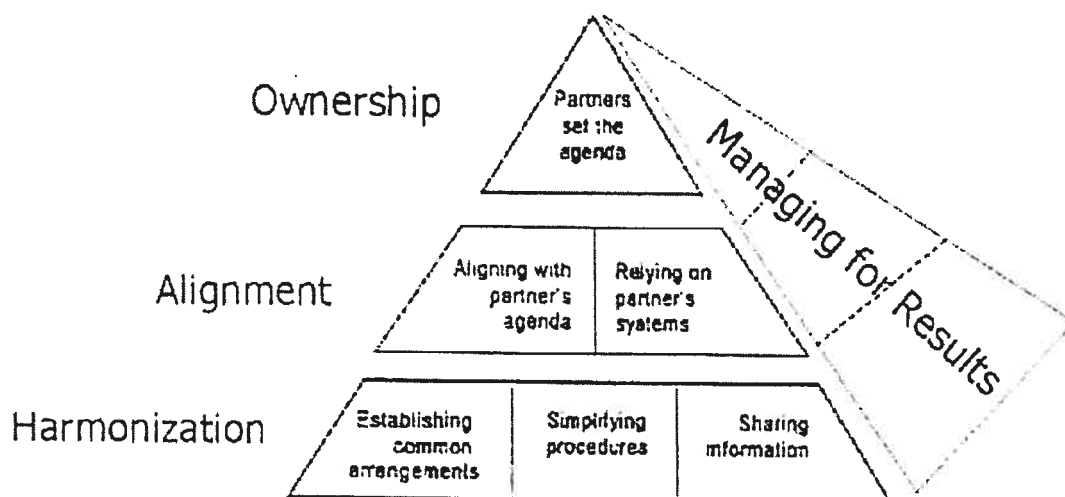 Ownership
Partners
set the
agenda
Managing for Results
Alignment
Aligning with
partner's
agenda
Relying on
partner's
systems
Harmonization
Establishing
common
arrangements
Simplifying
procedures
Sharing
information